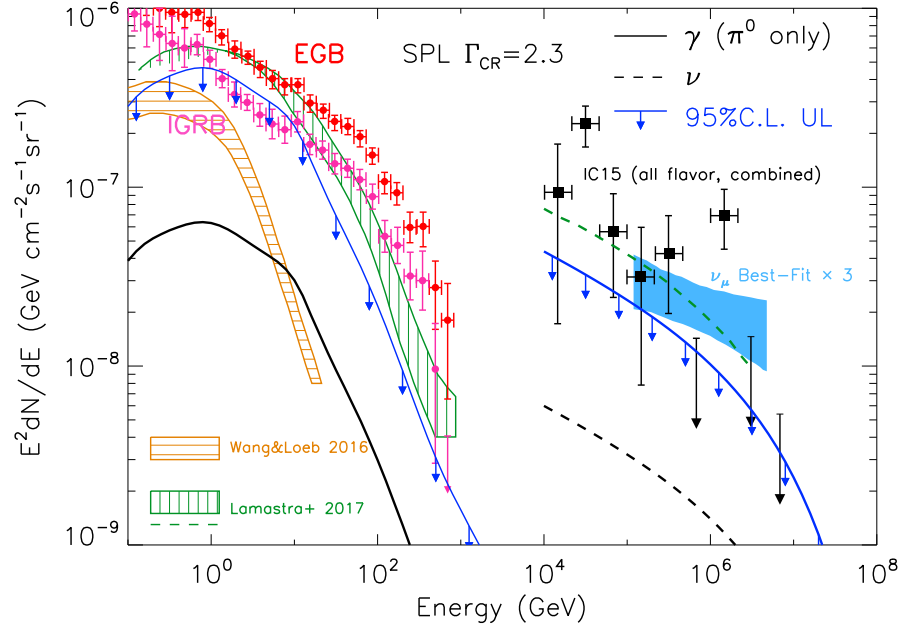 10⁻⁶
10⁻⁷
10⁻⁸
10⁻⁹
E²dN/dE (GeV cm⁻²s⁻¹sr⁻¹)
EGB
SPL Γ_CR=2.3
γ (π⁰ only)
ν
95%C.L. UL
IGRB
IC15 (all flavor, combined)
ν_μ Best-Fit × 3
Wang&Loeb 2016
Lamastra+ 2017
10⁰ 10² 10⁴ 10⁶ 10⁸
Energy (GeV)